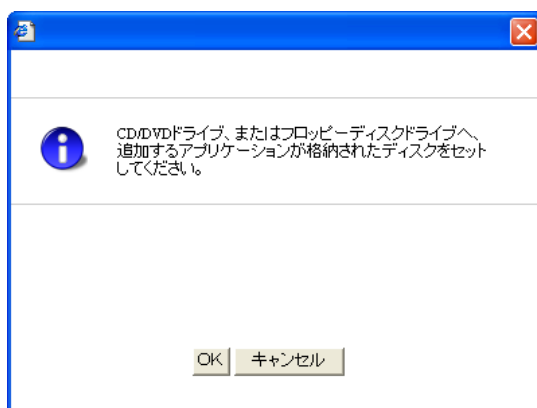 CD/DVDドライブ、またはフロッピーディスクドライブへ、
追加するアプリケーションが格納されたディスクをセット
してください。
OK キャンセル